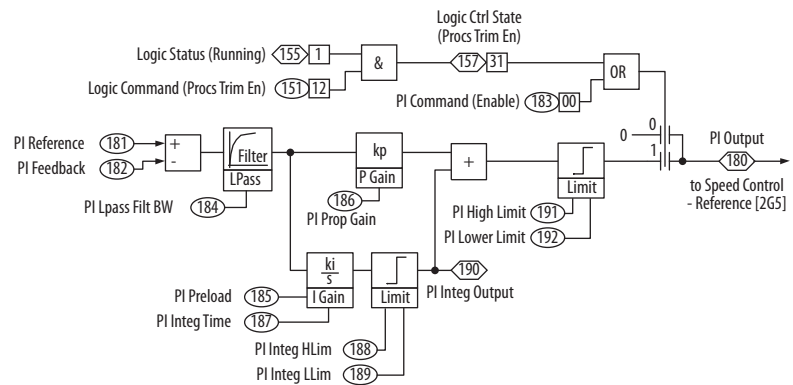 Logic Ctrl State
(Procs Trim En)
Logic Status (Running) 155 1
& 157 31
OR
Logic Command (Procs Trim En) 151 12
PI Command (Enable) 183 00
0 0
PI Reference 181 +
PI Feedback 182 -
Filter
LPass
kp
P Gain
+
Limit
1
PI Output
180
to Speed Control
- Reference [2G5]
PI Lpass Filt BW 184
186
PI Prop Gain
PI High Limit 191
PI Lower Limit 192
ki
s
I Gain
Limit
190
PI Integ Output
PI Preload 185
PI Integ Time 187
PI Integ HLim 188
PI Integ LLim 189